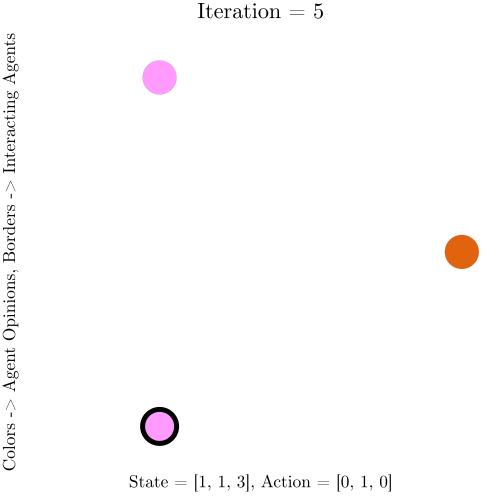 Iteration = 5
Colors -> Agent Opinions, Borders -> Interacting Agents
State = [1, 1, 3], Action = [0, 1, 0]